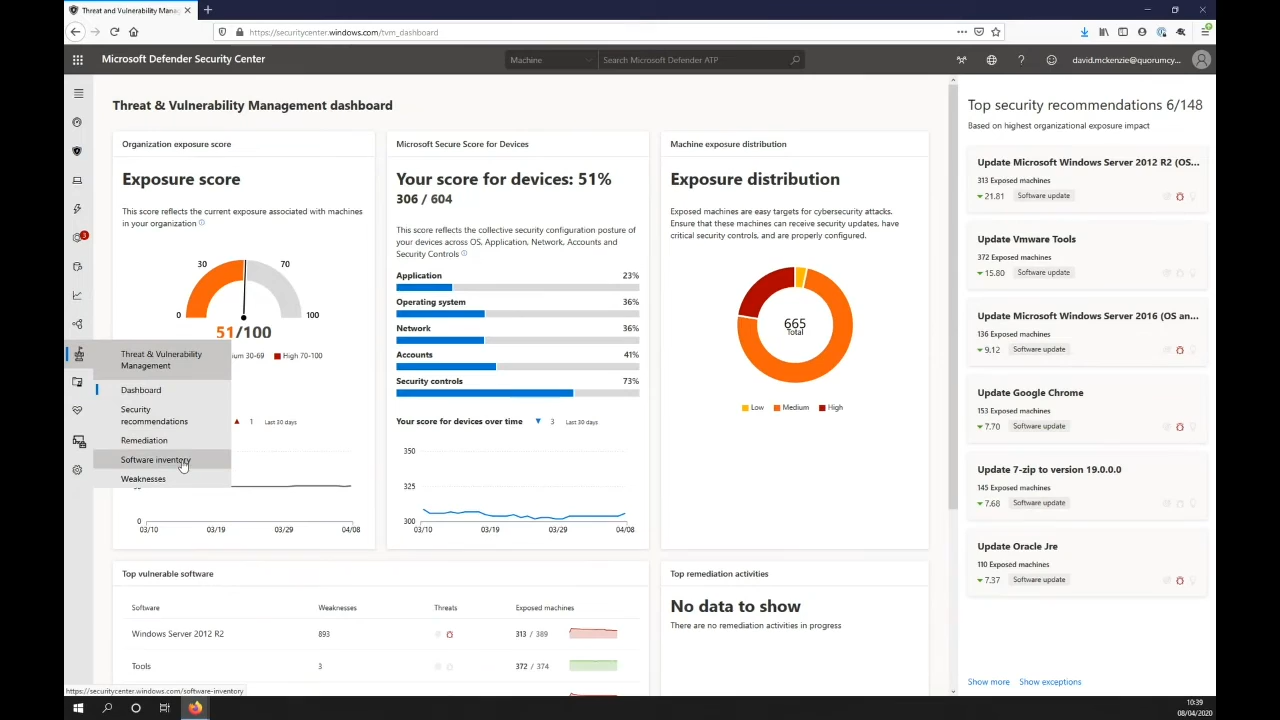 Threat and Vulnerability Mana
https://securitycenter.windows.com/tvm_dashboard
Microsoft Defender Security Center
Machine
Search Microsoft Defender ATP
david.mckenzie@quorumcy...
Threat & Vulnerability Management dashboard
Organization exposure score
Exposure score
This score reflects the current exposure associated with machines
in your organization
30
70
0
100
51/100
um 30-69
High 70-100
1
Last 30 days
0
03/10
03/19
03/29
04/08
3
Threat & Vulnerability
Management
Dashboard
Security
recommendations
Remediation
Software inventory
Weaknesses
Microsoft Secure Score for Devices
Your score for devices: 51%
306 / 604
This score reflects the collective security configuration posture
of your devices across OS, Application, Network, Accounts and
Security Controls
Application 23%
Operating system 36%
Network 36%
Accounts 41%
Security controls 73%
Your score for devices over time
3
Last 30 days
350
325
300
03/10
03/19
03/29
04/08
Machine exposure distribution
Exposure distribution
Exposed machines are easy targets for cybersecurity attacks.
Ensure that these machines can receive security updates, have
critical security controls, and are properly configured.
665
Total
Low
Medium
High
Top vulnerable software
Software Weaknesses Threats Exposed machines
Windows Server 2012 R2 893 313 / 389
Tools 3 372 / 374
Top remediation activities
No data to show
There are no remediation activities in progress
Top security recommendations 6/148
Based on highest organizational exposure impact
Update Microsoft Windows Server 2012 R2 (OS...
313 Exposed machines
21.81 Software update
Update Vmware Tools
372 Exposed machines
15.80 Software update
Update Microsoft Windows Server 2016 (OS an...
136 Exposed machines
9.12 Software update
Update Google Chrome
153 Exposed machines
7.70 Software update
Update 7-zip to version 19.0.0.0
145 Exposed machines
7.68 Software update
Update Oracle Jre
110 Exposed machines
7.37 Software update
Show more
Show exceptions
https://securitycenter.windows.com/software-inventory
10:39
08/04/2020